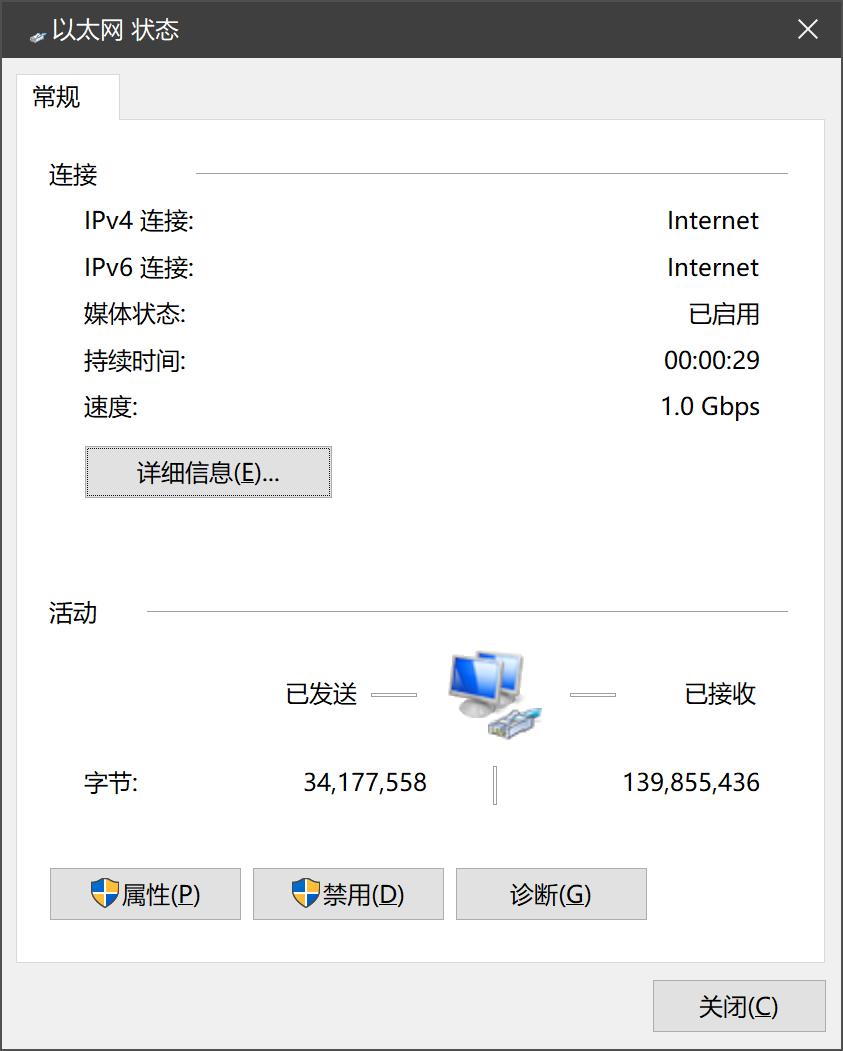 以太网 状态
常规
连接
IPv4 连接: Internet
IPv6 连接: Internet
媒体状态: 已启用
持续时间: 00:00:29
速度: 1.0 Gbps
详细信息(E)...
活动
已发送 已接收
字节: 34,177,558 139,855,436
属性(P) 禁用(D) 诊断(G)
关闭(C)